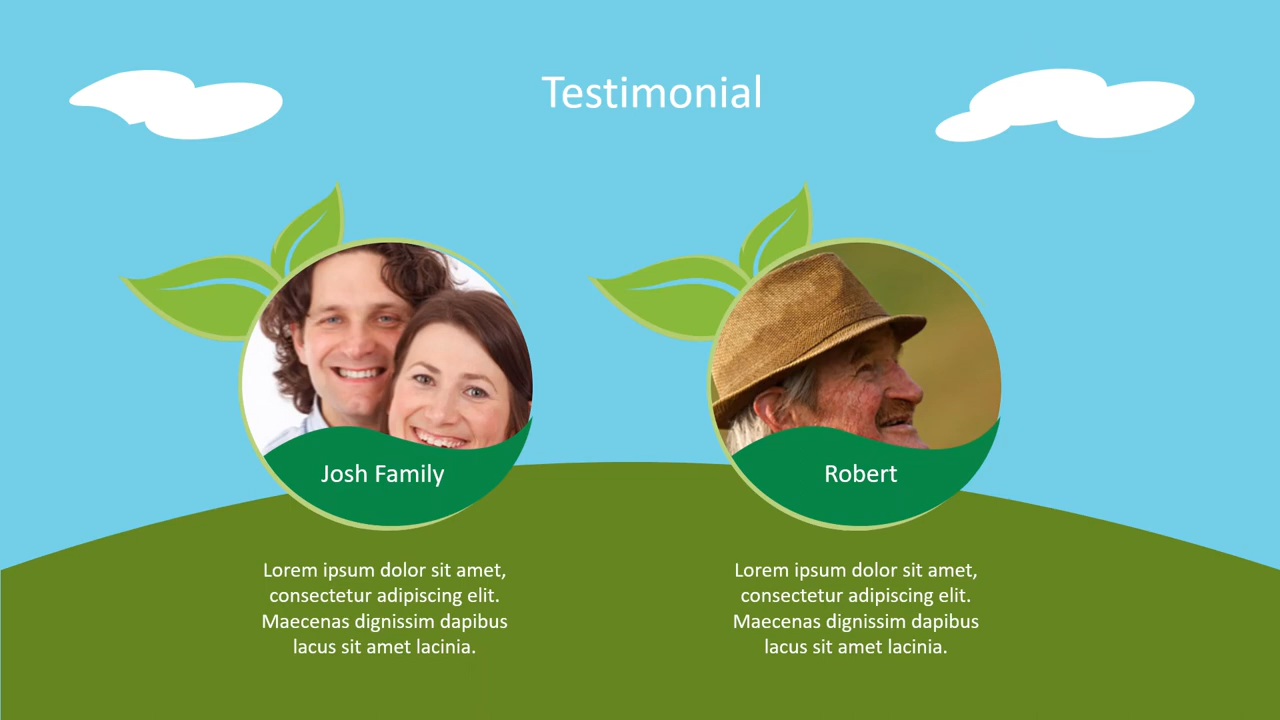 Testimonial
Josh Family
Robert
Lorem ipsum dolor sit amet,
consectetur adipiscing elit.
Maecenas dignissim dapibus
lacus sit amet lacinia.
Lorem ipsum dolor sit amet,
consectetur adipiscing elit.
Maecenas dignissim dapibus
lacus sit amet lacinia.